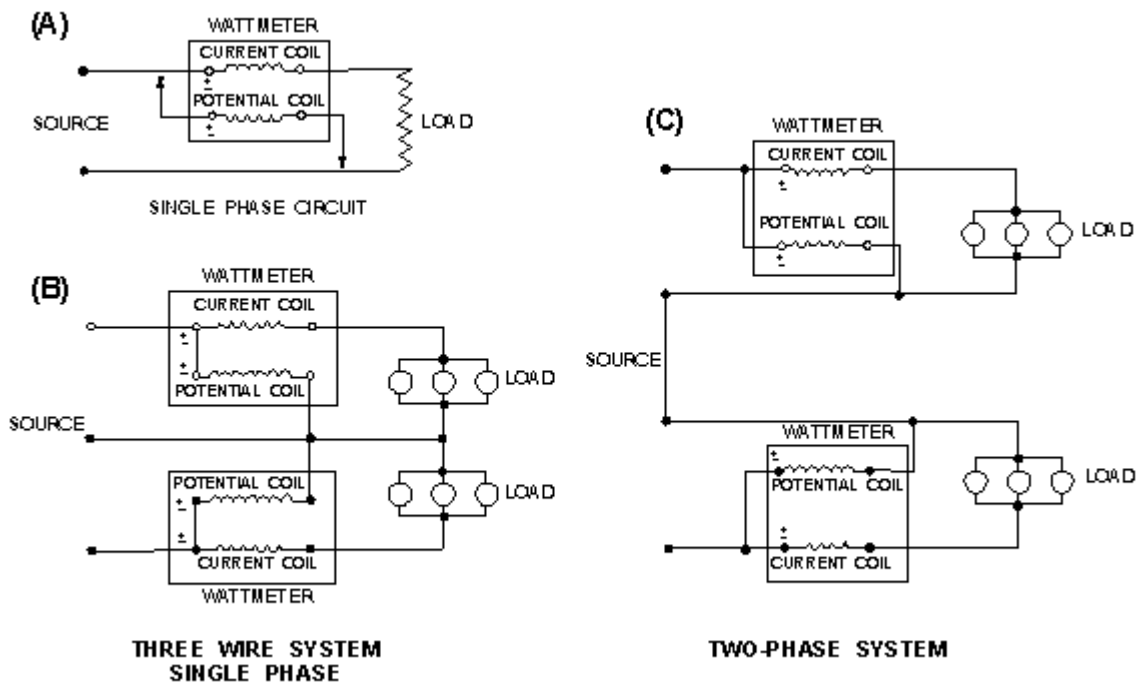 (A)
WATTMETER
CURRENT COIL
±
POTENTIAL COIL
±
SOURCE
LOAD
SINGLE PHASE CIRCUIT
(B)
WATTMETER
CURRENT COIL
±
±
POTENTIAL COIL
LOAD
SOURCE
POTENTIAL COIL
±
±
CURRENT COIL
WATTMETER
LOAD
THREE WIRE SYSTEM
SINGLE PHASE
(C)
WATTMETER
CURRENT COIL
±
POTENTIAL COIL
±
LOAD
SOURCE
WATTMETER
±
POTENTIAL COIL
±
CURRENT COIL
LOAD
TWO-PHASE SYSTEM